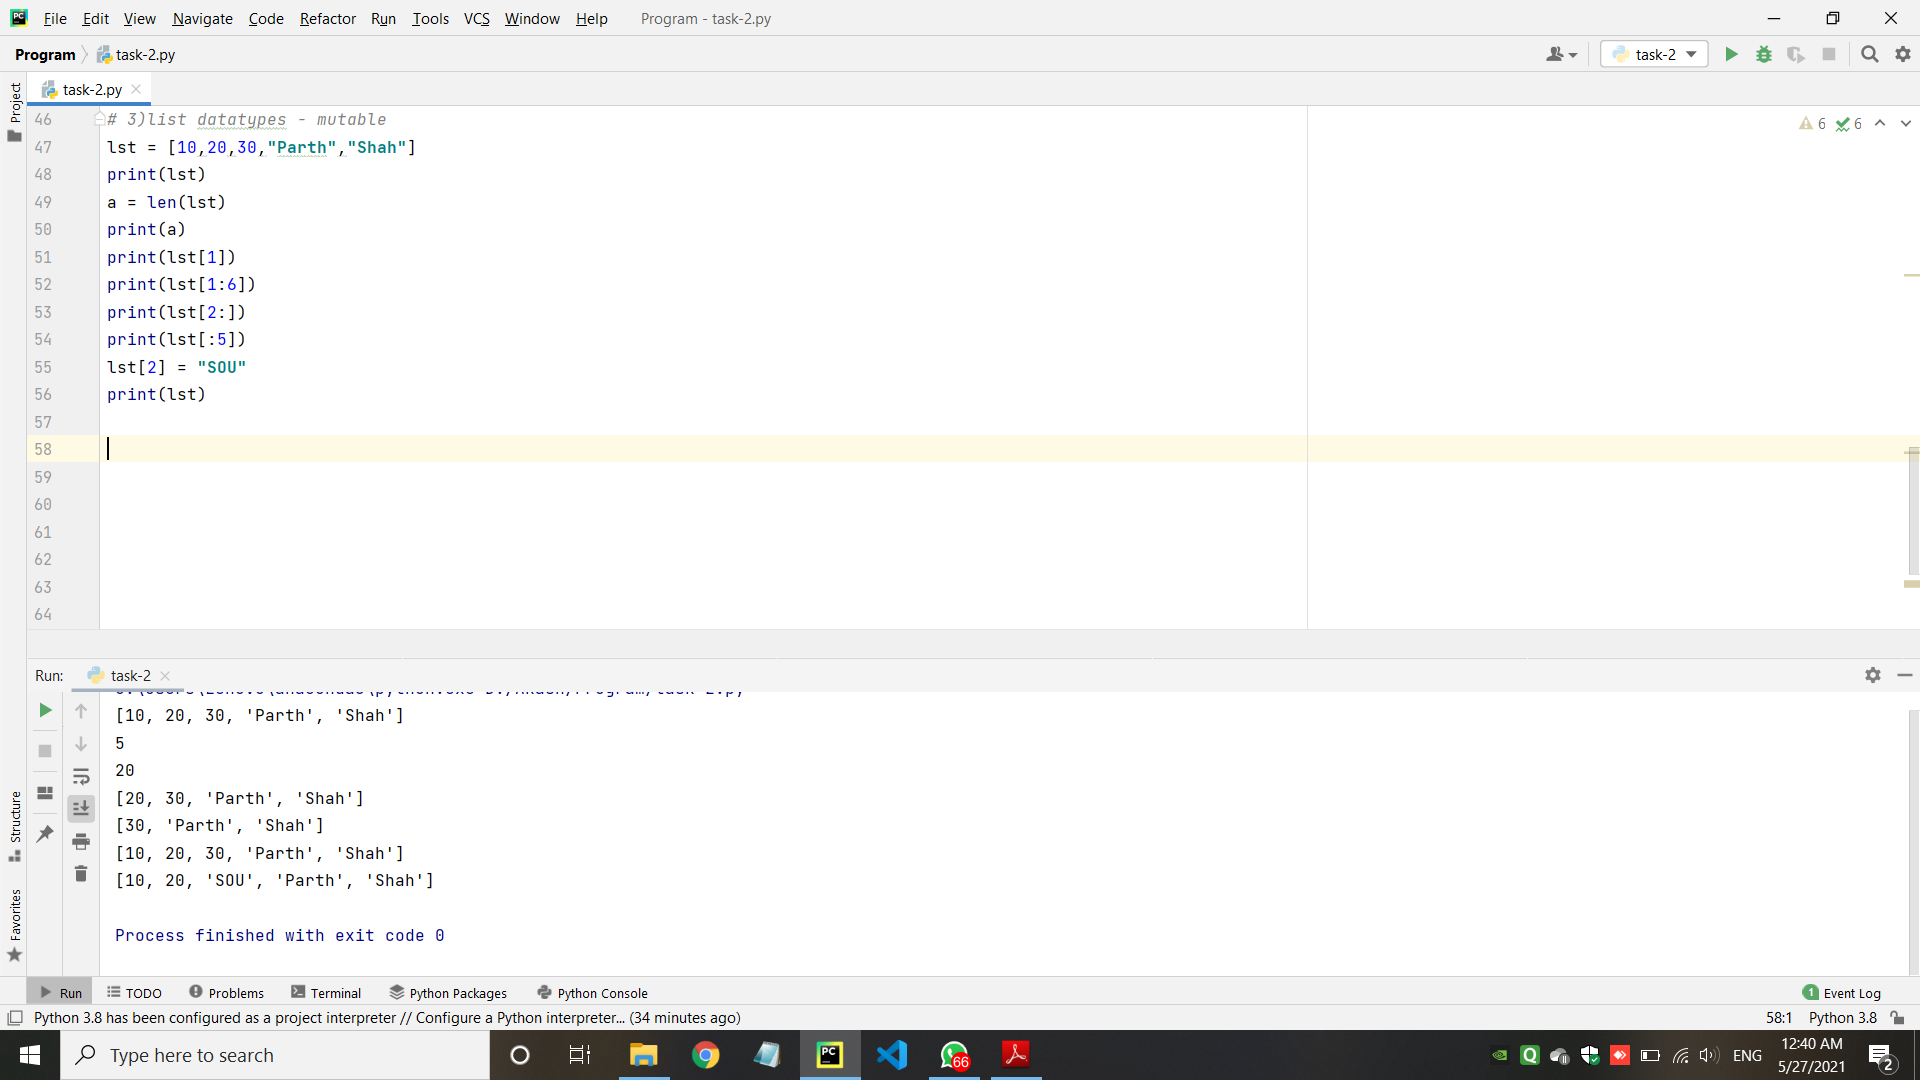 File Edit View Navigate Code Refactor Run Tools VCS Window Help Program - task-2.py
Program task-2.py
task-2
task-2.py
Project
46 # 3)list datatypes - mutable
6 6
47 lst = [10,20,30,"Parth","Shah"]
48 print(lst)
49 a = len(lst)
50 print(a)
51 print(lst[1])
52 print(lst[1:6])
53 print(lst[2:])
54 print(lst[:5])
55 lst[2] = "SOU"
56 print(lst)
57
58
59
60
61
62
63
64
Run: task-2
[10, 20, 30, 'Parth', 'Shah']
5
20
[20, 30, 'Parth', 'Shah']
[30, 'Parth', 'Shah']
[10, 20, 30, 'Parth', 'Shah']
[10, 20, 'SOU', 'Parth', 'Shah']
Process finished with exit code 0
Structure
Favorites
Run TODO Problems Terminal Python Packages Python Console 1 Event Log
Python 3.8 has been configured as a project interpreter // Configure a Python interpreter... (34 minutes ago) 58:1 Python 3.8
Type here to search
PC
66
ENG
12:40 AM
5/27/2021
2